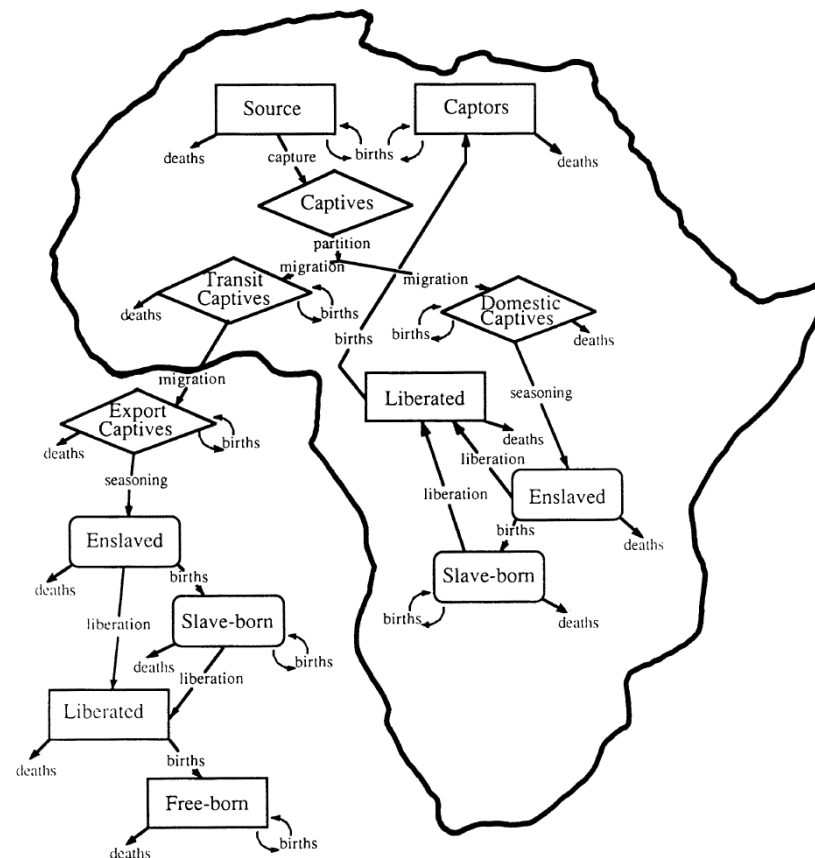 Source
Captors
deaths
births
deaths
capture
Captives
partition
migration
migration
Transit
Captives
births
deaths
Domestic
Captives
births
deaths
births
migration
seasoning
Liberated
Export
Captives
births
deaths
deaths
liberation
seasoning
liberation
Enslaved
Enslaved
births
deaths
deaths
births
Slave-born
births
deaths
liberation
Slave-born
births
deaths
liberation
Liberated
deaths
births
Free-born
births
deaths